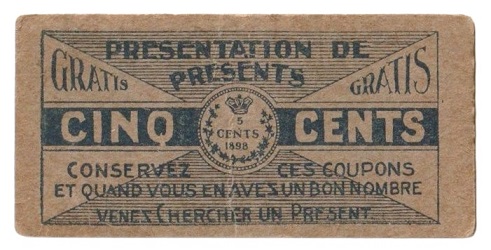 PRESENTATION DE
PRESENTS
GRATIS
GRATIS
CINQ
5
CENTS
1898
CENTS
CONSERVEZ CES COUPONS
ET QUAND VOUS EN AVES UN BON NOMBRE
VENES CHERCHER UN PRESENT.